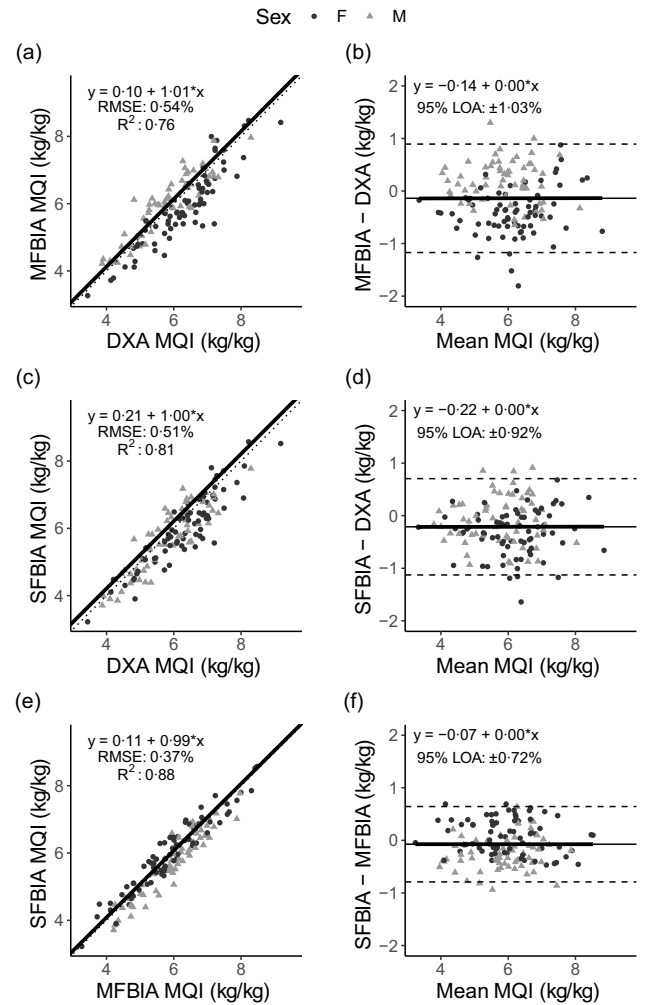 Sex F M
(a)
y = 0·10 + 1·01*x
RMSE: 0·54%
R²: 0·76
8
6
4
MFBIA MQI (kg/kg)
4 6 8
DXA MQI (kg/kg)
(b)
y = −0·14 + 0·00*x
95% LOA: ±1·03%
2
1
0
−1
−2
MFBIA − DXA (kg/kg)
4 6 8
Mean MQI (kg/kg)
(c)
y = 0·21 + 1·00*x
RMSE: 0·51%
R²: 0·81
8
6
4
SFBIA MQI (kg/kg)
4 6 8
DXA MQI (kg/kg)
(d)
y = −0·22 + 0·00*x
95% LOA: ±0·92%
2
1
0
−1
−2
SFBIA − DXA (kg/kg)
4 6 8
Mean MQI (kg/kg)
(e)
y = 0·11 + 0·99*x
RMSE: 0·37%
R²: 0·88
8
6
4
SFBIA MQI (kg/kg)
4 6 8
MFBIA MQI (kg/kg)
(f)
y = −0·07 + 0·00*x
95% LOA: ±0·72%
2
1
0
−1
−2
SFBIA − MFBIA (kg/kg)
4 6 8
Mean MQI (kg/kg)